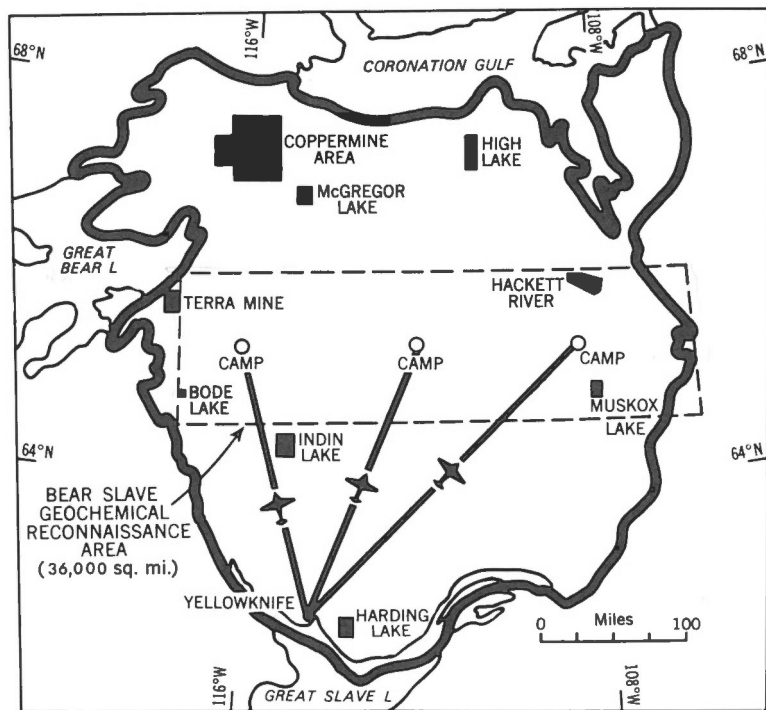 116°W
108°W
68°N
68°N
CORONATION GULF
COPPERMINE
AREA
HIGH
LAKE
McGREGOR
LAKE
GREAT
BEAR L
TERRA MINE
HACKETT
RIVER
CAMP
CAMP
CAMP
BODE
LAKE
MUSKOX
LAKE
INDIN
LAKE
64°N
64°N
BEAR SLAVE
GEOCHEMICAL
RECONNAISSANCE
AREA
(36,000 sq. mi.)
YELLOWKNIFE
HARDING
LAKE
0 Miles 100
116°W
108°W
GREAT SLAVE L